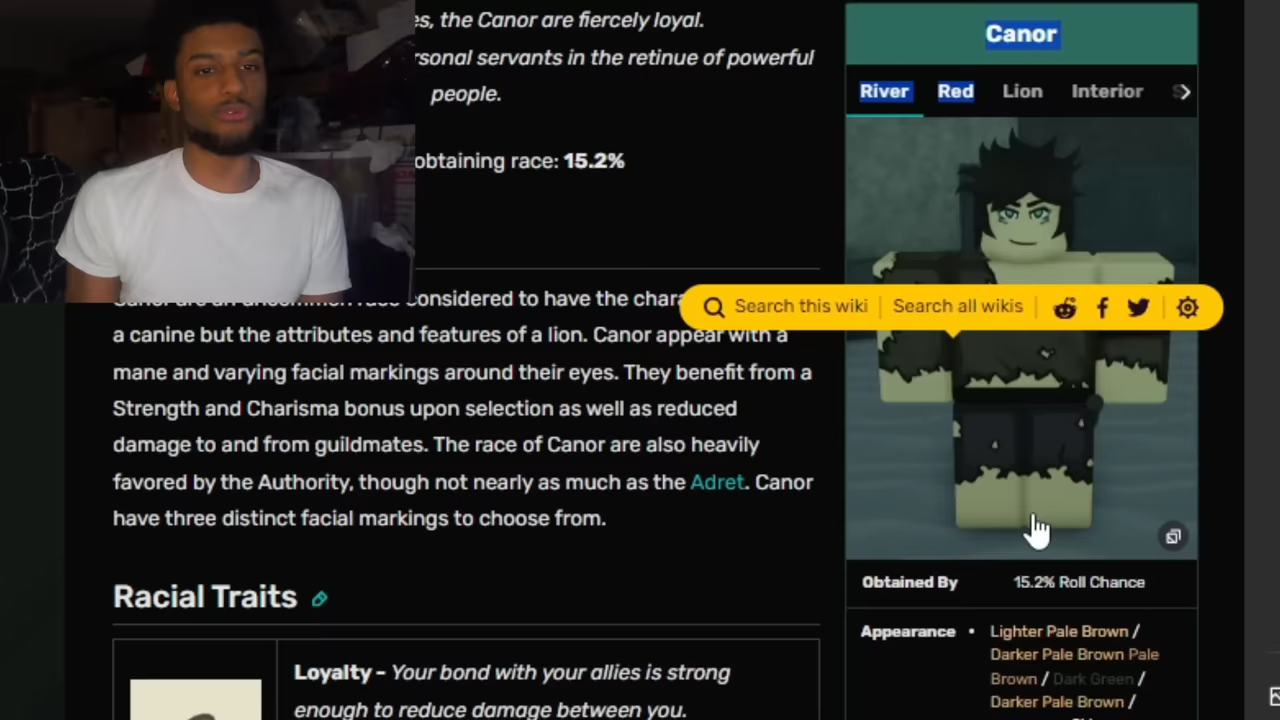 es, the Canor are fiercely loyal.
rsonal servants in the retinue of powerful
people.
obtaining race: 15.2%
Canor are an uncommon race considered to have the
a canine but the attributes and features of a lion. Canor appear with a
mane and varying facial markings around their eyes. They benefit from a
Strength and Charisma bonus upon selection as well as reduced
damage to and from guildmates. The race of Canor are also heavily
favored by the Authority, though not nearly as much as the Adret. Canor
have three distinct facial markings to choose from.
Racial Traits
Loyalty - Your bond with your allies is strong
enough to reduce damage between you.
Canor
River Red Lion Interior
Search this wiki Search all wikis
Obtained By 15.2% Roll Chance
Appearance • Lighter Pale Brown /
Darker Pale Brown Pale
Brown / Dark Green /
Darker Pale Brown /